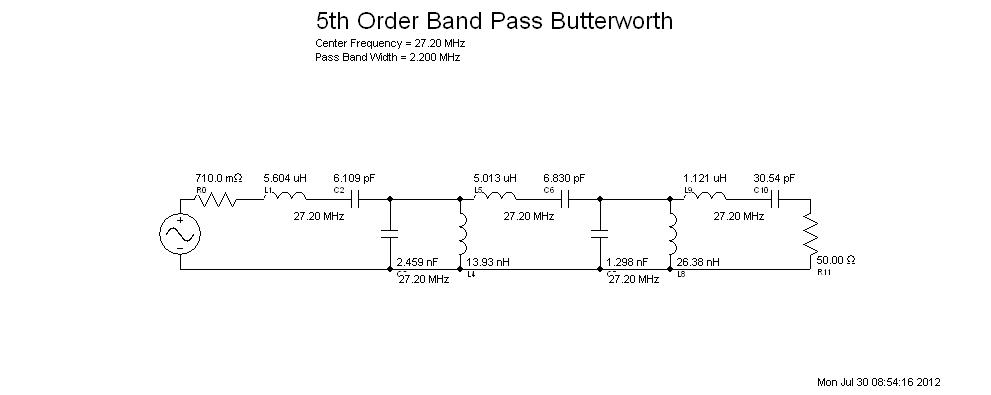 5th Order Band Pass Butterworth
Center Frequency = 27.20 MHz
Pass Band Width = 2.200 MHz
710.0 mΩ 5.604 uH 6.109 pF 5.013 uH 6.830 pF 1.121 uH 30.54 pF
R0 L1 C2 L5 C6 L9 C10
27.20 MHz 27.20 MHz 27.20 MHz
+
−
2.459 nF 13.93 nH 1.298 nF 26.38 nH 50.00 Ω
L4 L8 R11
27.20 MHz 27.20 MHz
Mon Jul 30 08:54:16 2012